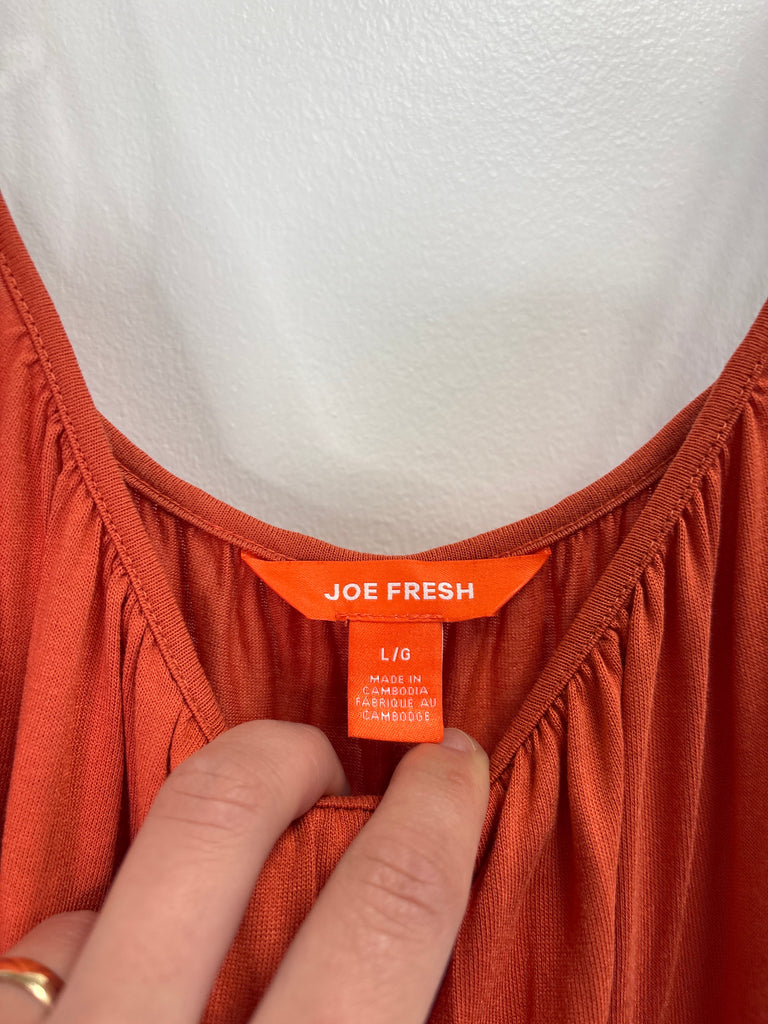 JOE FRESH
L/G
MADE IN
CAMBODIA
FABRIQUE AU
CAMBODGE